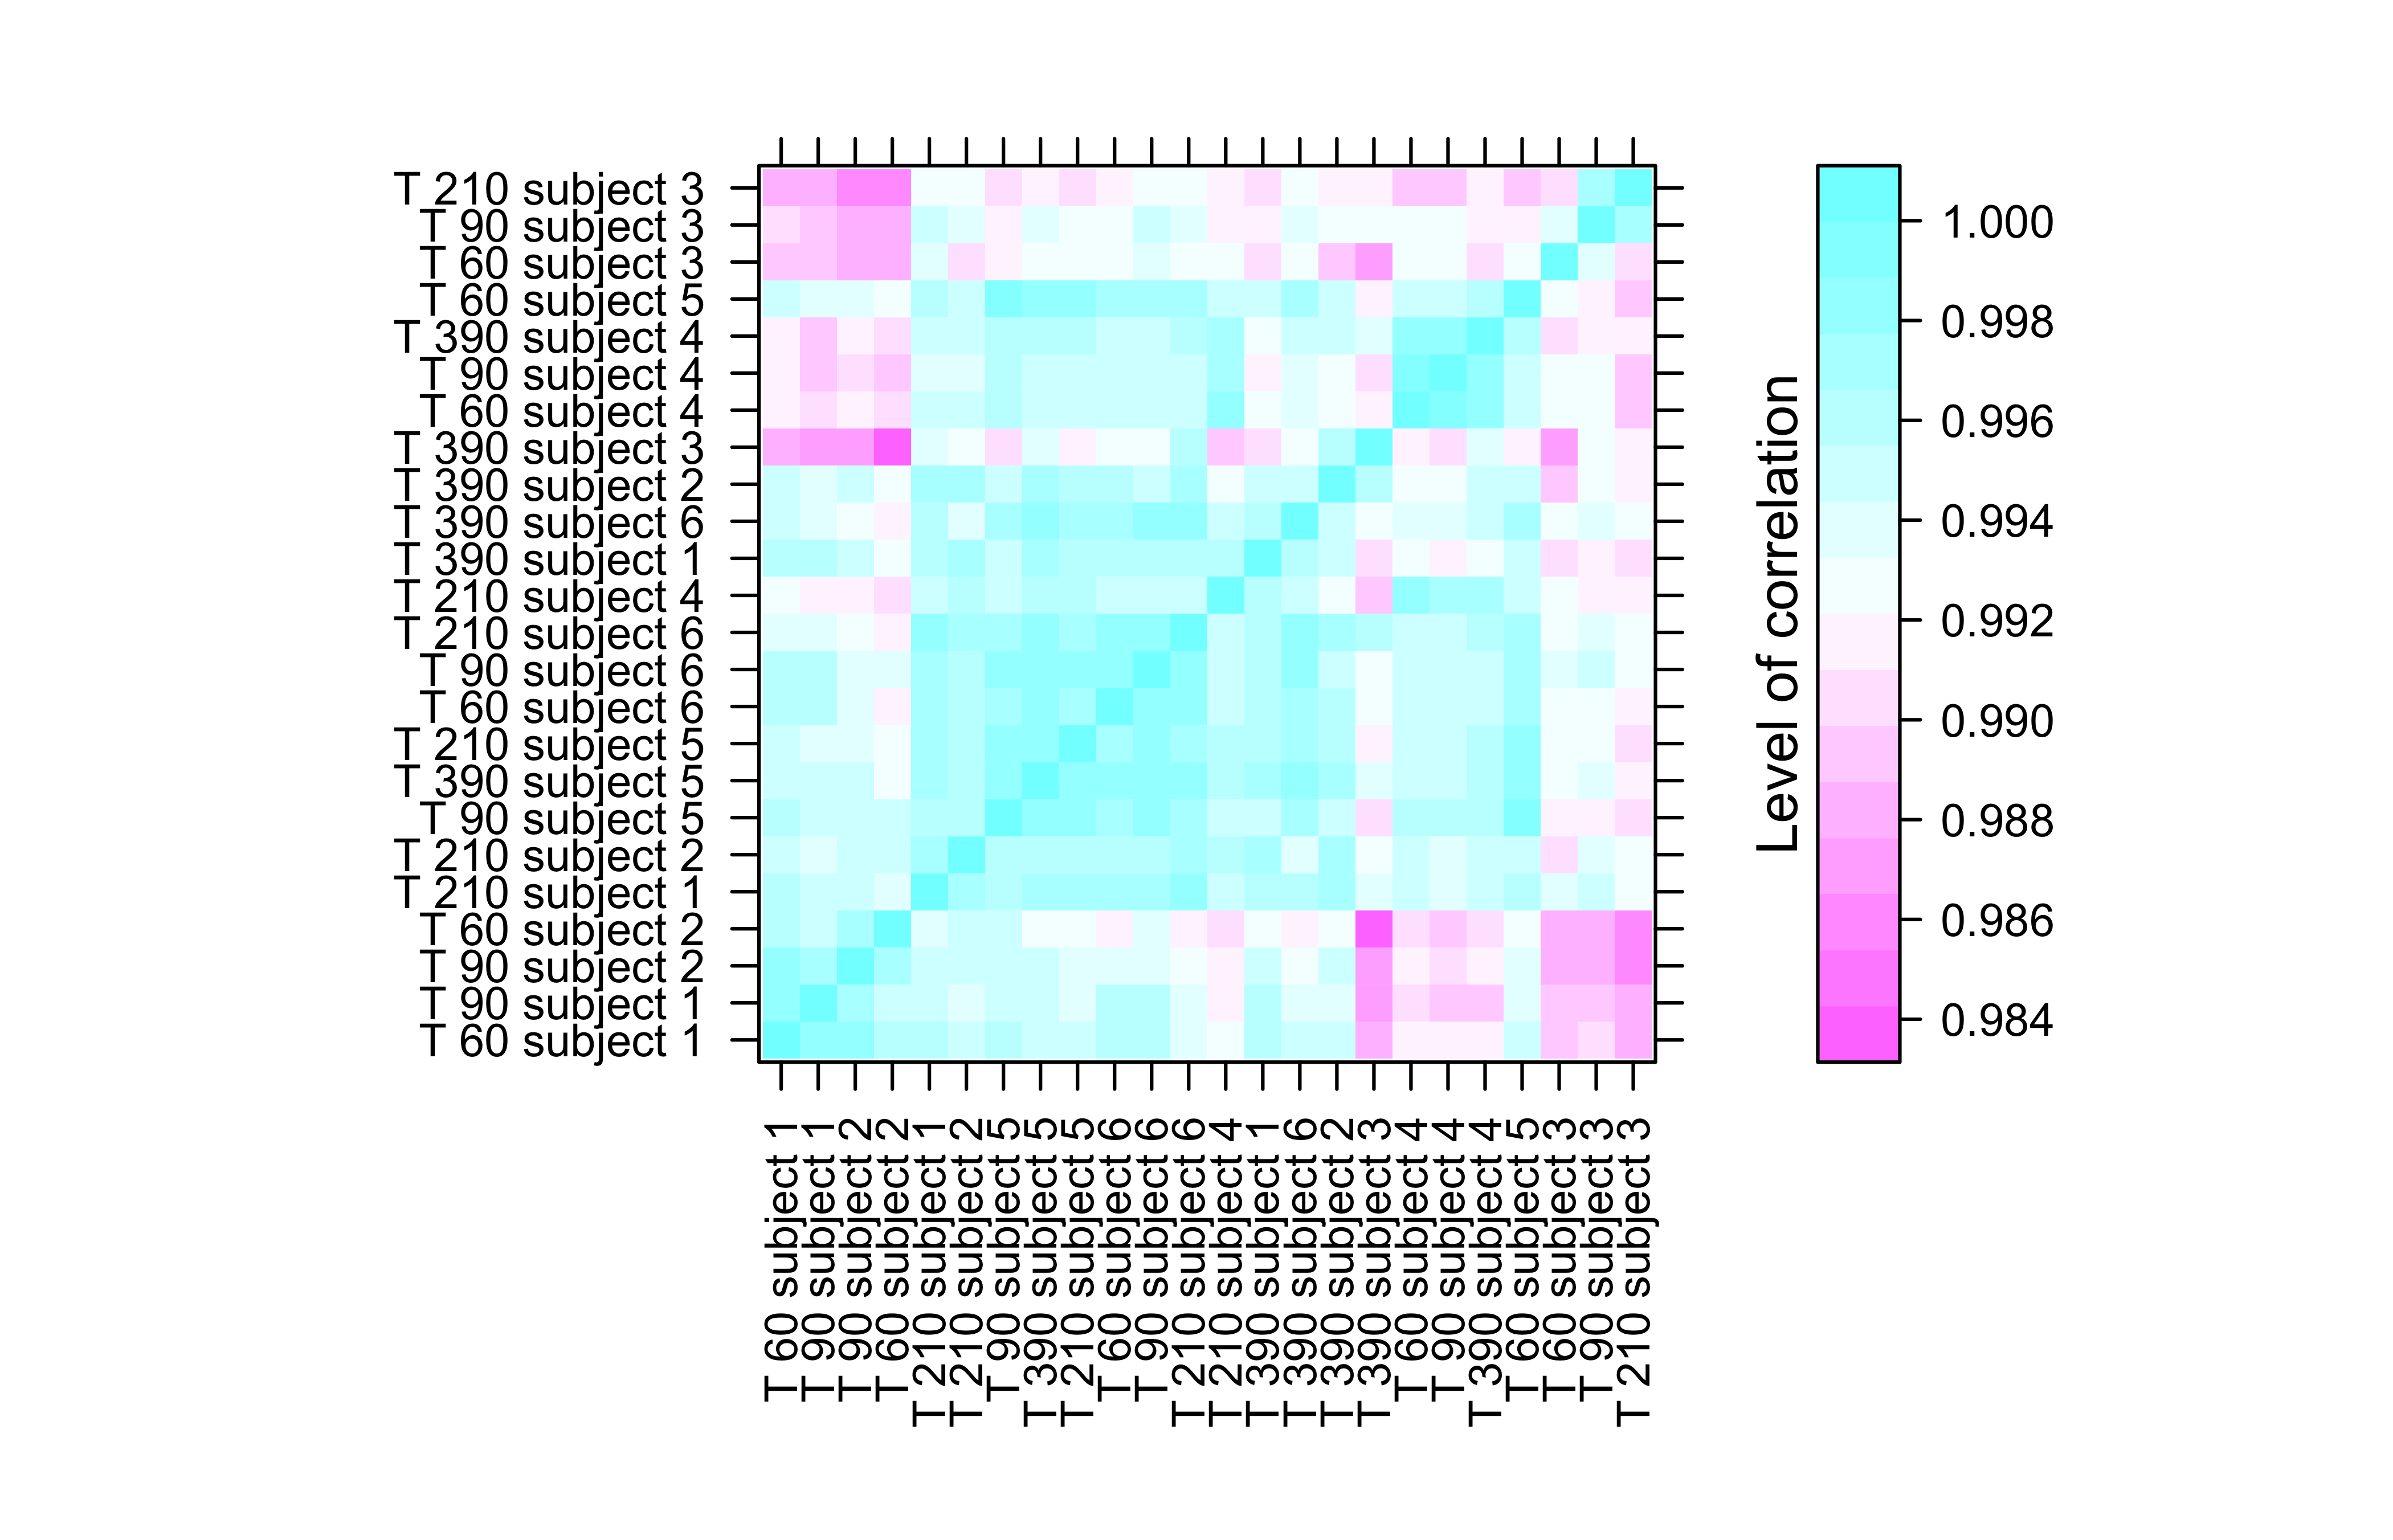 T 210 subject 3
T 90 subject 3
T 60 subject 3
T 60 subject 5
T 390 subject 4
T 90 subject 4
T 60 subject 4
T 390 subject 3
T 390 subject 2
T 390 subject 6
T 390 subject 1
T 210 subject 4
T 210 subject 6
T 90 subject 6
T 60 subject 6
T 210 subject 5
T 390 subject 5
T 90 subject 5
T 210 subject 2
T 210 subject 1
T 60 subject 2
T 90 subject 2
T 90 subject 1
T 60 subject 1
T 60 subject 1
T 90 subject 1
T 90 subject 2
T 60 subject 2
T 210 subject 1
T 210 subject 2
T 90 subject 5
T 390 subject 5
T 210 subject 5
T 60 subject 6
T 90 subject 6
T 210 subject 6
T 210 subject 4
T 390 subject 1
T 390 subject 6
T 390 subject 2
T 390 subject 3
T 60 subject 4
T 90 subject 4
T 390 subject 4
T 60 subject 5
T 60 subject 3
T 90 subject 3
T 210 subject 3
Level of correlation
1.000
0.998
0.996
0.994
0.992
0.990
0.988
0.986
0.984